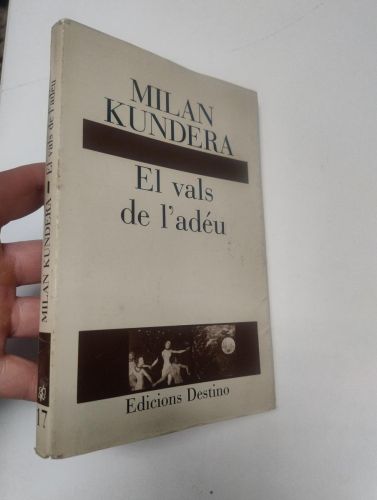 MILAN
KUNDERA
El vals
de l'adéu
Edicions Destino
MILAN KUNDERA — El vals de l'adéu
17